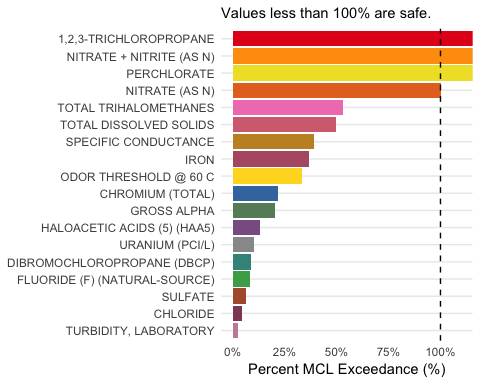 Values less than 100% are safe.
1,2,3-TRICHLOROPROPANE
NITRATE + NITRITE (AS N)
PERCHLORATE
NITRATE (AS N)
TOTAL TRIHALOMETHANES
TOTAL DISSOLVED SOLIDS
SPECIFIC CONDUCTANCE
IRON
ODOR THRESHOLD @ 60 C
CHROMIUM (TOTAL)
GROSS ALPHA
HALOACETIC ACIDS (5) (HAA5)
URANIUM (PCI/L)
DIBROMOCHLOROPROPANE (DBCP)
FLUORIDE (F) (NATURAL-SOURCE)
SULFATE
CHLORIDE
TURBIDITY, LABORATORY
0% 25% 50% 75% 100%
Percent MCL Exceedance (%)